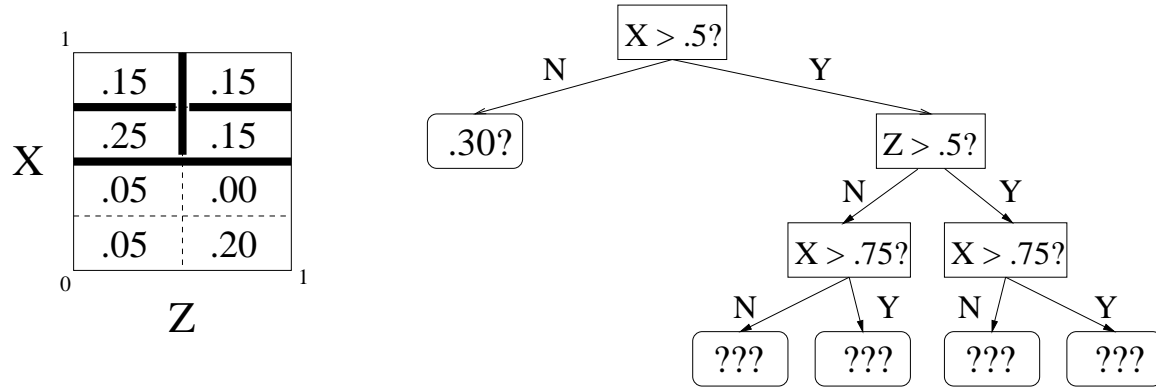 1
.15 .15
.25 .15
X
.05 .00
.05 .20
0 1
Z
X > .5?
N Y
.30?
Z > .5?
N Y
X > .75? X > .75?
N Y N Y
??? ??? ??? ???